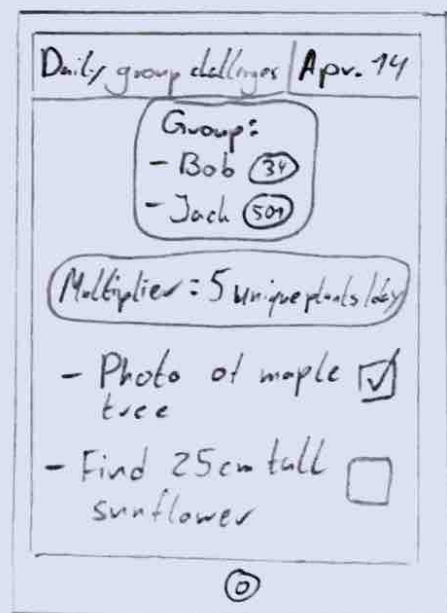 Daily group challenges
Apr. 14
Group:
- Bob 34
- Jack 501
Multiplier = 5 unique plants/day
- Photo of maple
tree
- Find 25cm tall
sunflower